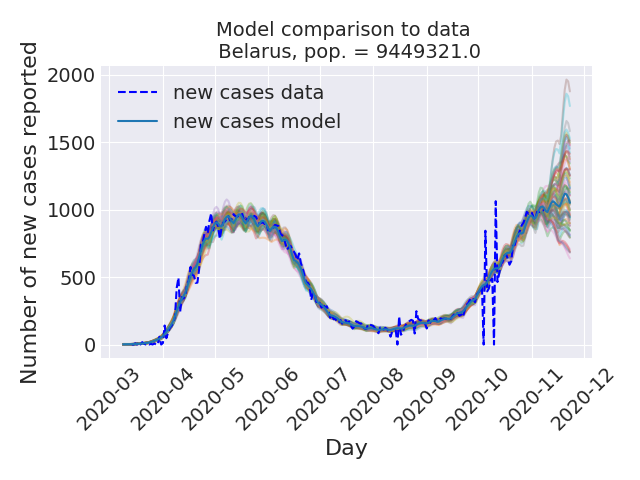 Model comparison to data
Belarus, pop. = 9449321.0
Number of new cases reported
2000
1500
1000
500
0
new cases data
new cases model
2020-03
2020-04
2020-05
2020-06
2020-07
2020-08
2020-09
2020-10
2020-11
2020-12
Day